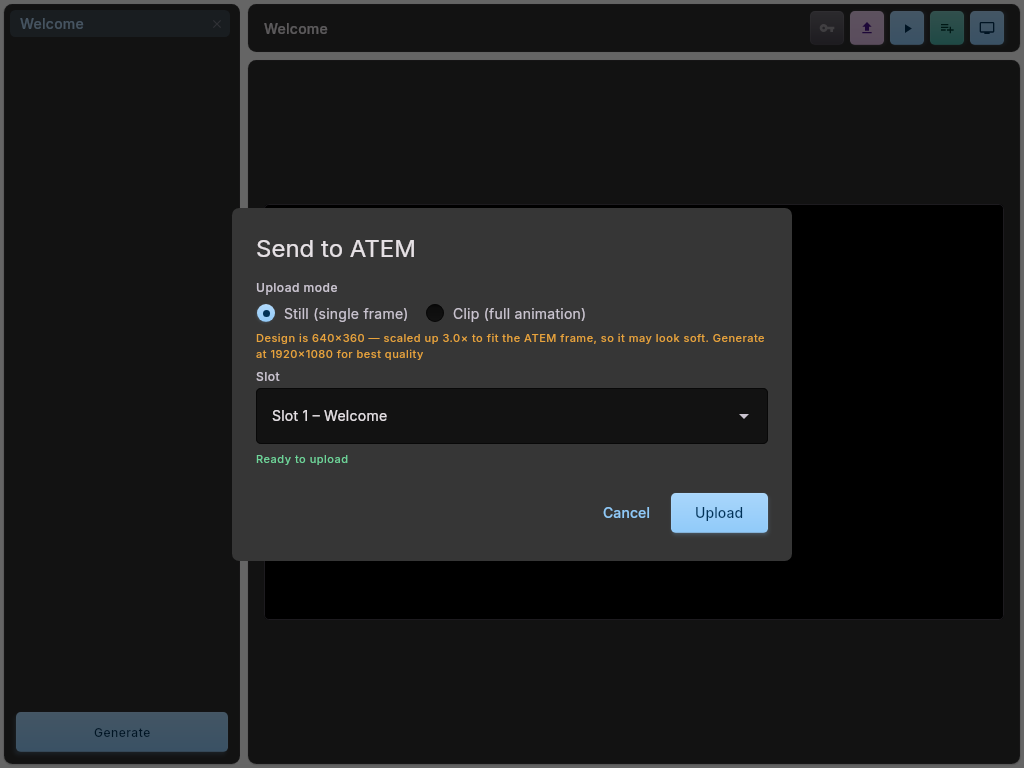 Welcome
Welcome
Send to ATEM
Upload mode
Still (single frame)
Clip (full animation)
Design is 640×360 — scaled up 3.0× to fit the ATEM frame, so it may look soft. Generate
at 1920×1080 for best quality
Slot
Slot 1 – Welcome
Ready to upload
Cancel
Upload
Generate